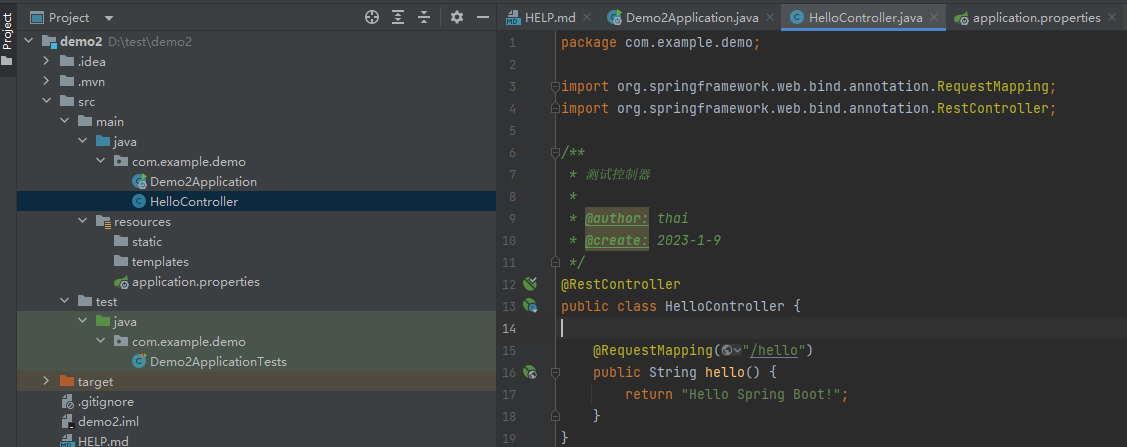 Project
Project
demo2 D:\test\demo2
.idea
.mvn
src
main
java
com.example.demo
Demo2Application
HelloController
resources
static
templates
application.properties
test
java
com.example.demo
Demo2ApplicationTests
target
.gitignore
demo2.iml
HELP.md
HELP.md Demo2Application.java HelloController.java application.properties
1 package com.example.demo;
2
3 import org.springframework.web.bind.annotation.RequestMapping;
4 import org.springframework.web.bind.annotation.RestController;
5
6 /**
7 * 测试控制器
8 *
9 * @author: thai
10 * @create: 2023-1-9
11 */
12 @RestController
13 public class HelloController {
14
15 @RequestMapping("/hello")
16 public String hello() {
17 return "Hello Spring Boot!";
18 }
19 }